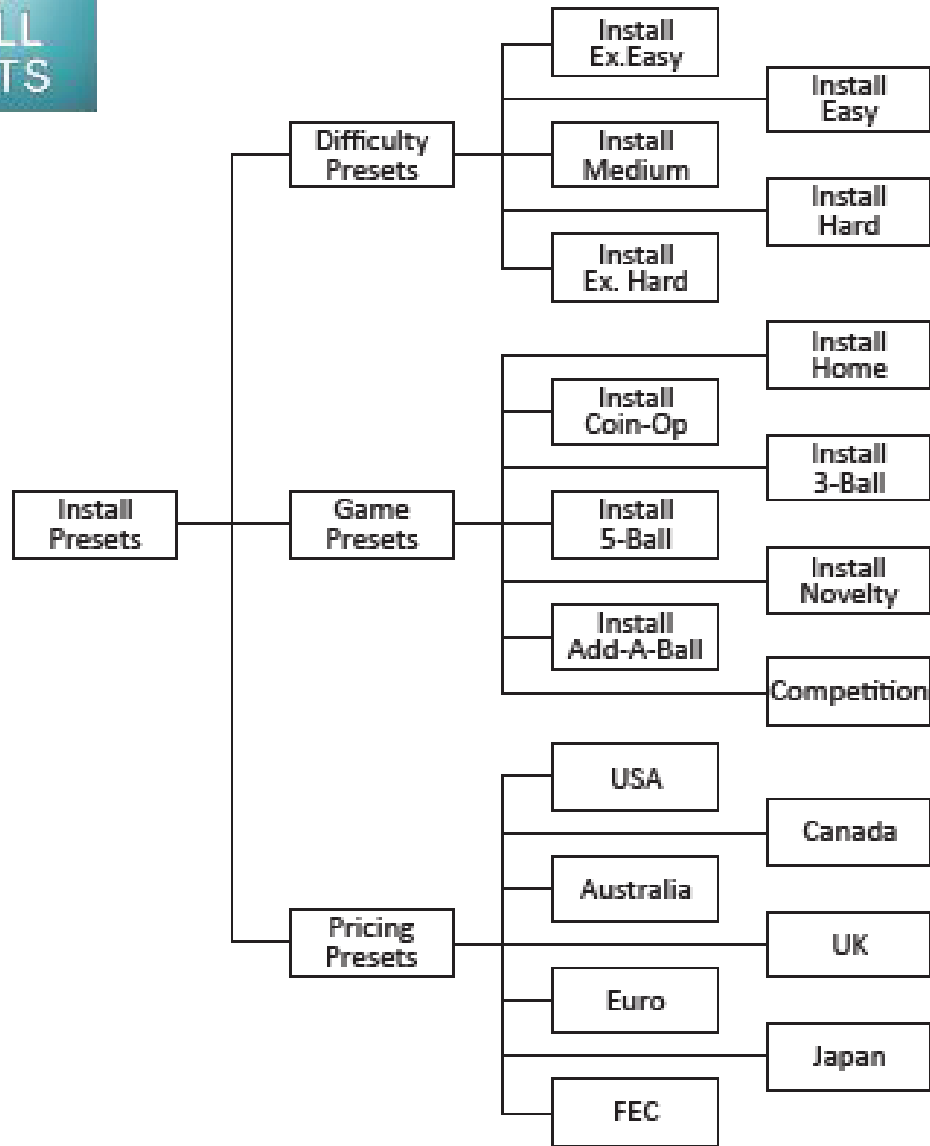 LL
TS
Install
Ex.Easy
Install
Easy
Difficulty
Presets
Install
Medium
Install
Hard
Install
Ex. Hard
Install
Home
Install
Coin-Op
Install
3-Ball
Install
Presets
Game
Presets
Install
5-Ball
Install
Novelty
Install
Add-A-Ball
Competition
USA
Canada
Australia
Pricing
Presets
UK
Euro
Japan
FEC